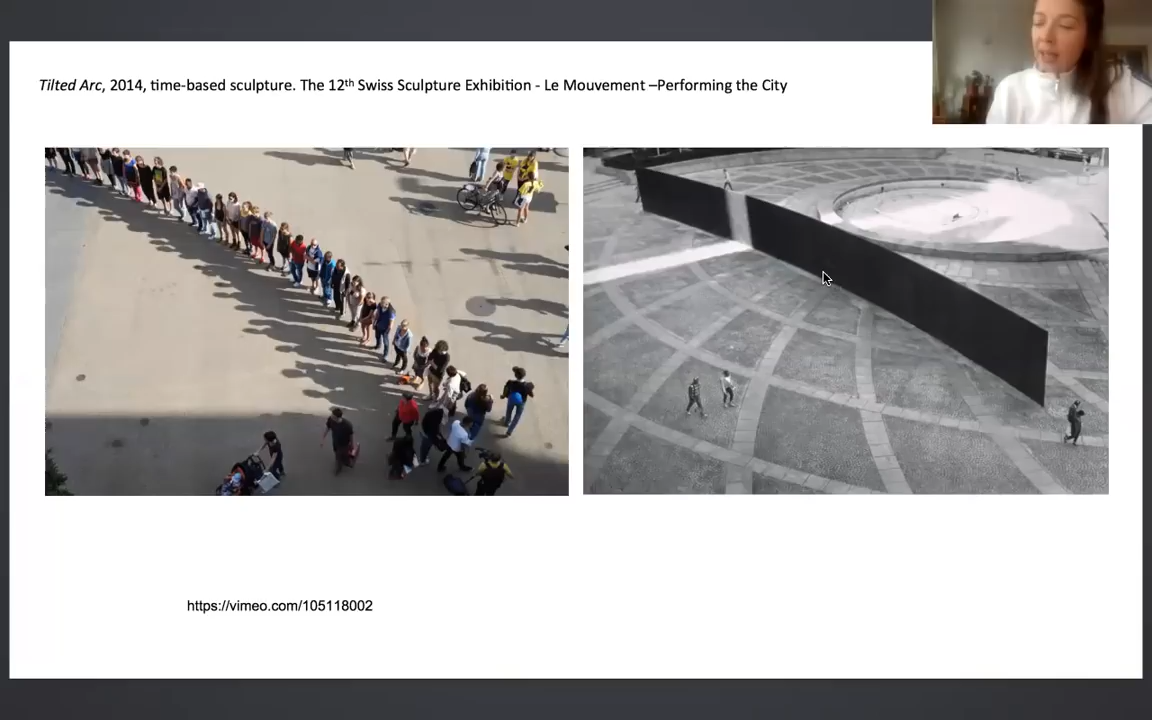 Tilted Arc, 2014, time-based sculpture. The 12th Swiss Sculpture Exhibition - Le Mouvement –Performing the City
https://vimeo.com/105118002